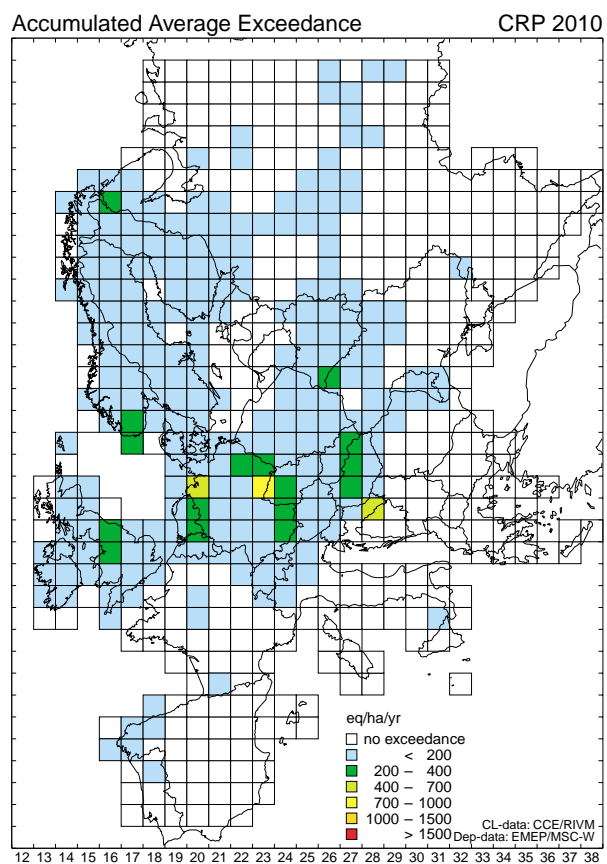 Accumulated Average Exceedance CRP 2010
eq/ha/yr
no exceedance
< 200
200 – 400
400 – 700
700 – 1000
1000 – 1500
> 1500
CL-data: CCE/RIVM
Dep-data: EMEP/MSC-W
12 13 14 15 16 17 18 19 20 21 22 23 24 25 26 27 28 29 30 31 32 33 34 35 36 37 38